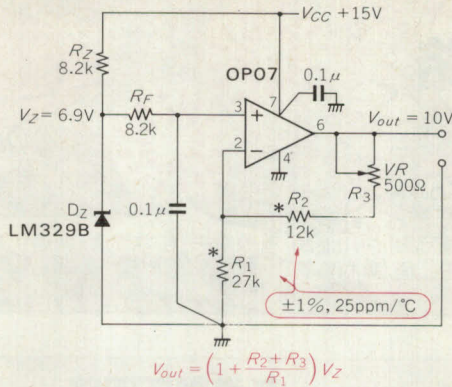 V_CC +15V
R_Z
8.2k
OP07
0.1μ
V_Z = 6.9V
R_F
8.2k
3
+
7
6
V_out = 10V
2
−
4
VR
500Ω
R_3
D_Z
LM329B
0.1μ
* R_2
12k
* R_1
27k
±1%, 25ppm/°C
V_out = (1 + (R_2 + R_3)/R_1) V_Z